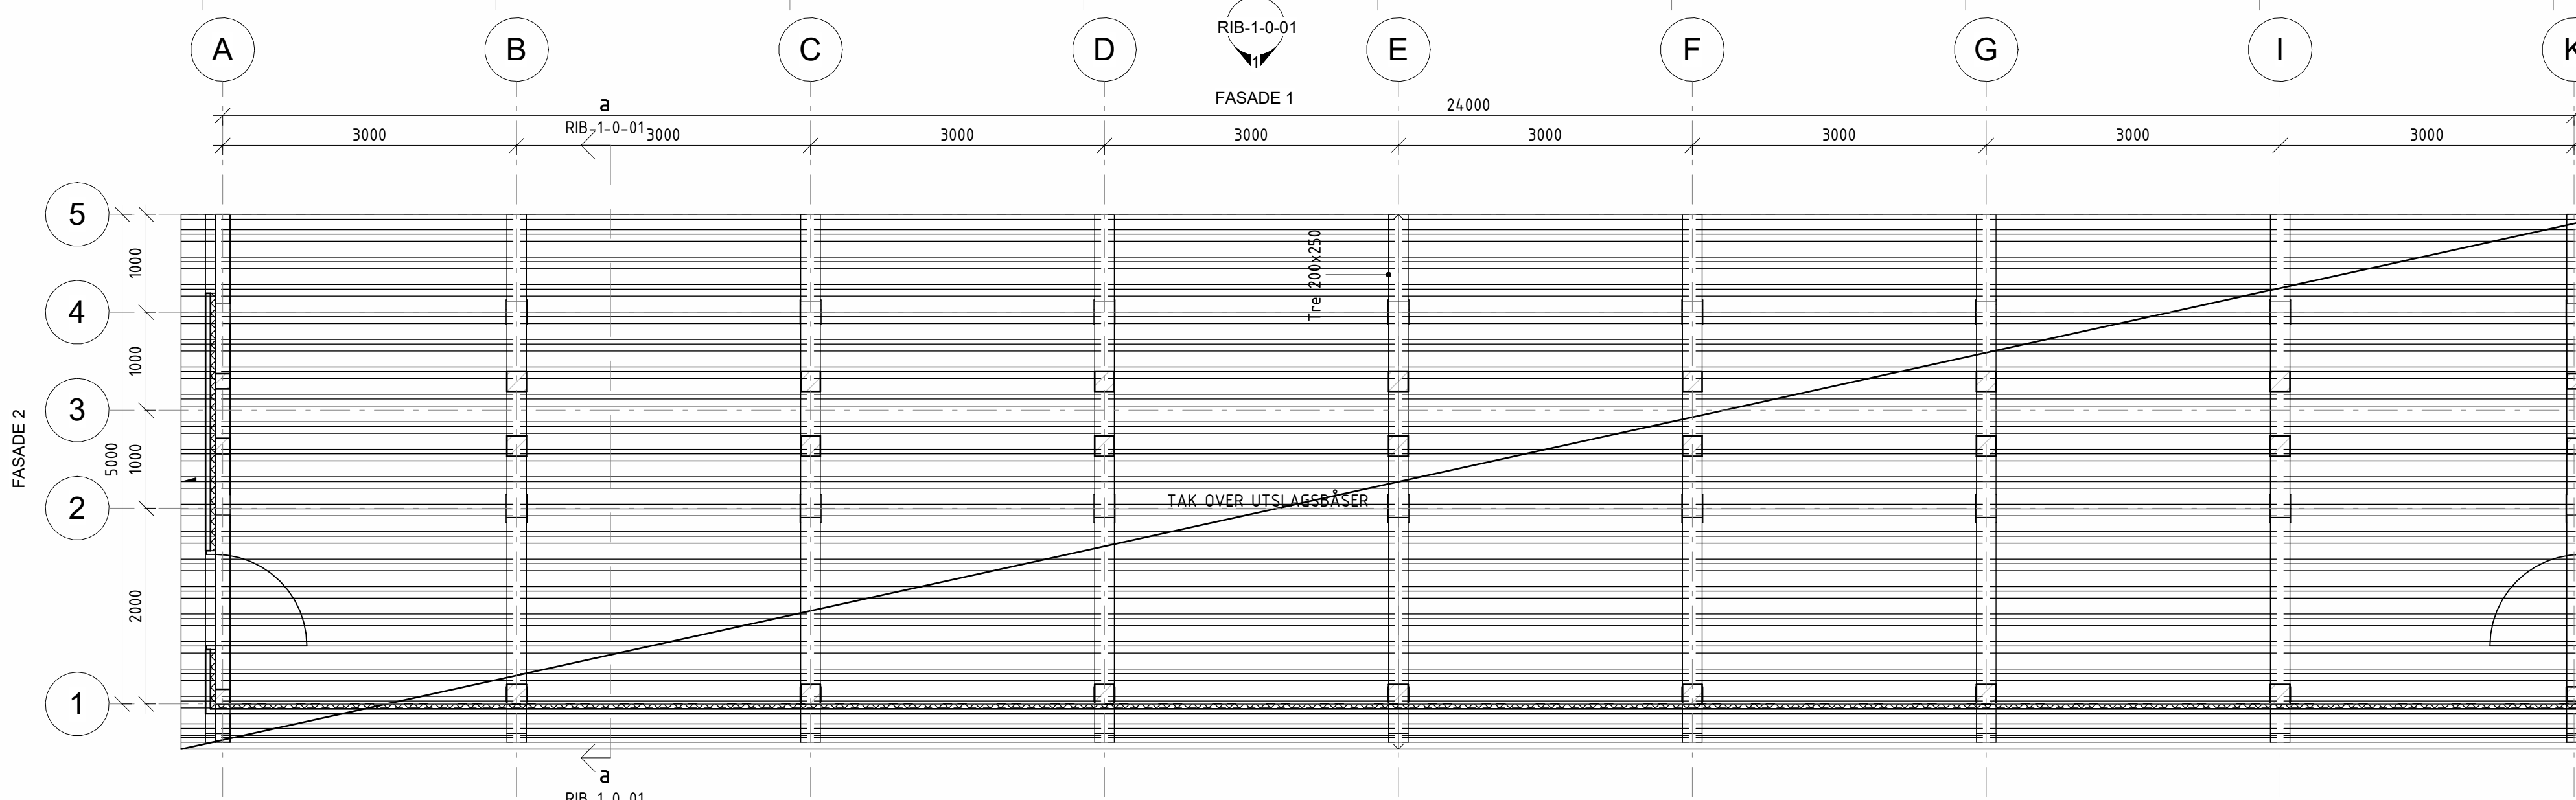 RIB-1-0-01
A B C D E F G I K
1
FASADE 1
a
24000
RIB-1-0-01
3000 3000 3000 3000 3000 3000 3000 3000
5
1000
Tre 200x250
4
1000
3
FASADE 2
5000
1000
2
TAK OVER UTSLAGSBÅSER
2000
1
a
RIB-1-0-01